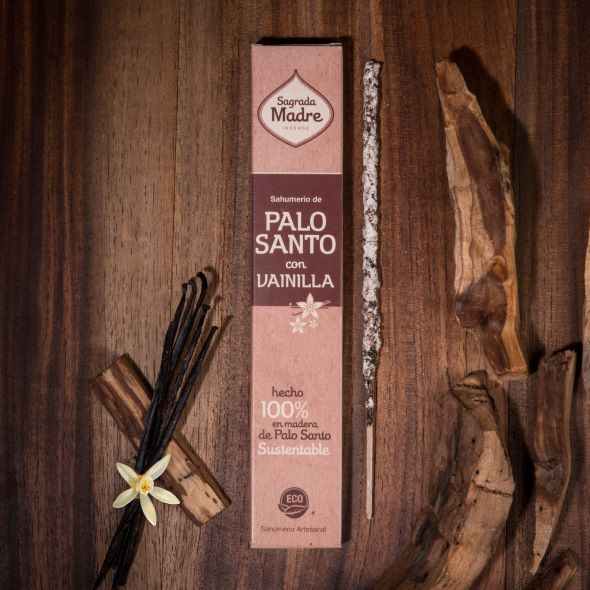 Sagrada
Madre
INCENSE
Sahumerio de
PALO
SANTO
con
VAINILLA
hecho
100%
en madera
de Palo Santo
Sustentable
ECO
Sahumerio Artesanal